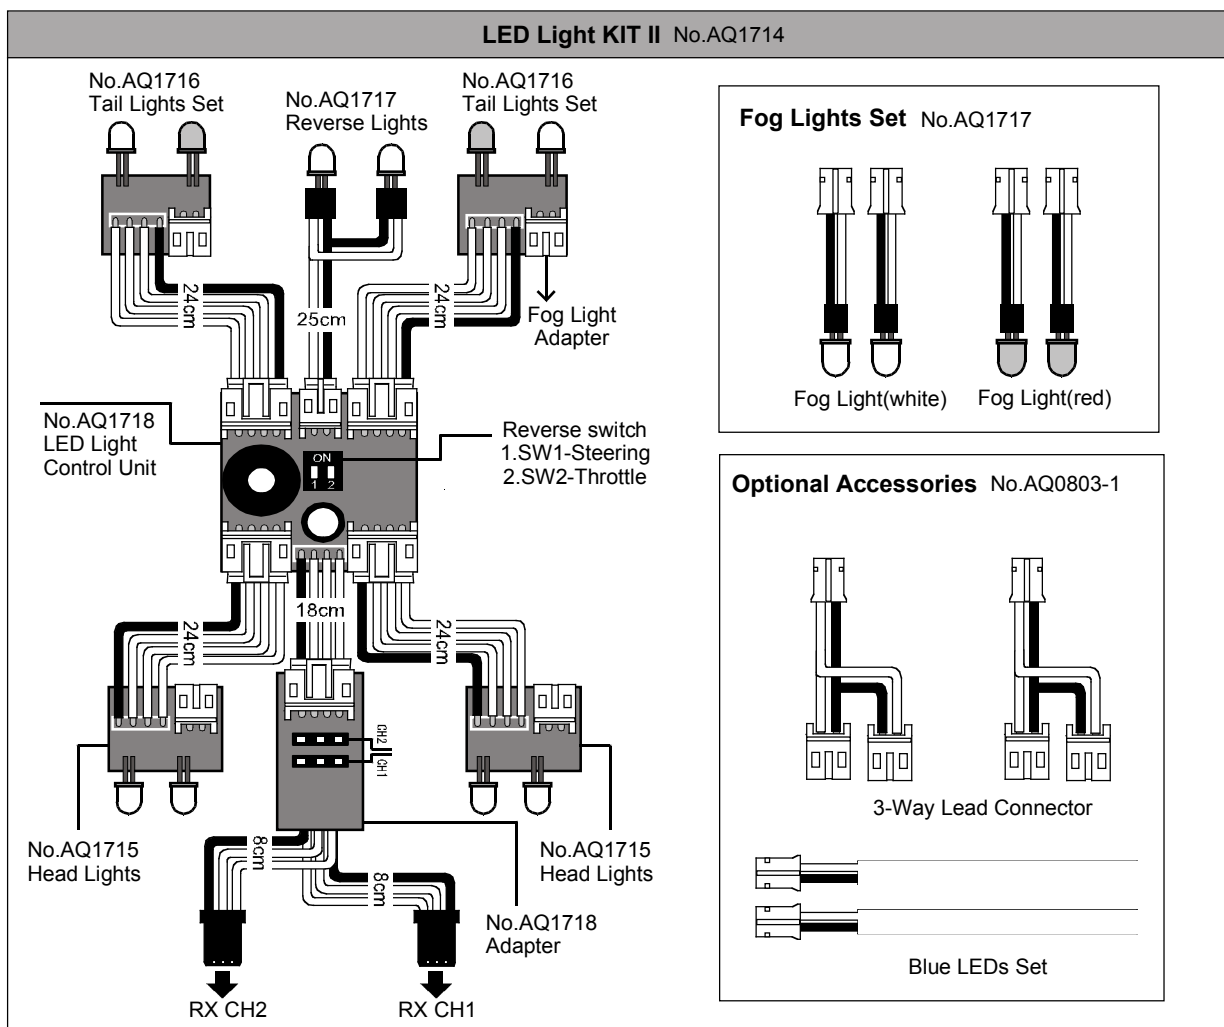 LED Light KIT II No.AQ1714
No.AQ1716
Tail Lights Set
No.AQ1717
Reverse Lights
No.AQ1716
Tail Lights Set
24cm
25cm
24cm
Fog Light
Adapter
No.AQ1718
LED Light
Control Unit
ON
1 2
Reverse switch
1.SW1-Steering
2.SW2-Throttle
24cm
18cm
24cm
CH2
CH1
No.AQ1715
Head Lights
8cm
8cm
No.AQ1715
Head Lights
No.AQ1718
Adapter
RX CH2
RX CH1
Fog Lights Set No.AQ1717
Fog Light(white)
Fog Light(red)
Optional Accessories No.AQ0803-1
3-Way Lead Connector
Blue LEDs Set